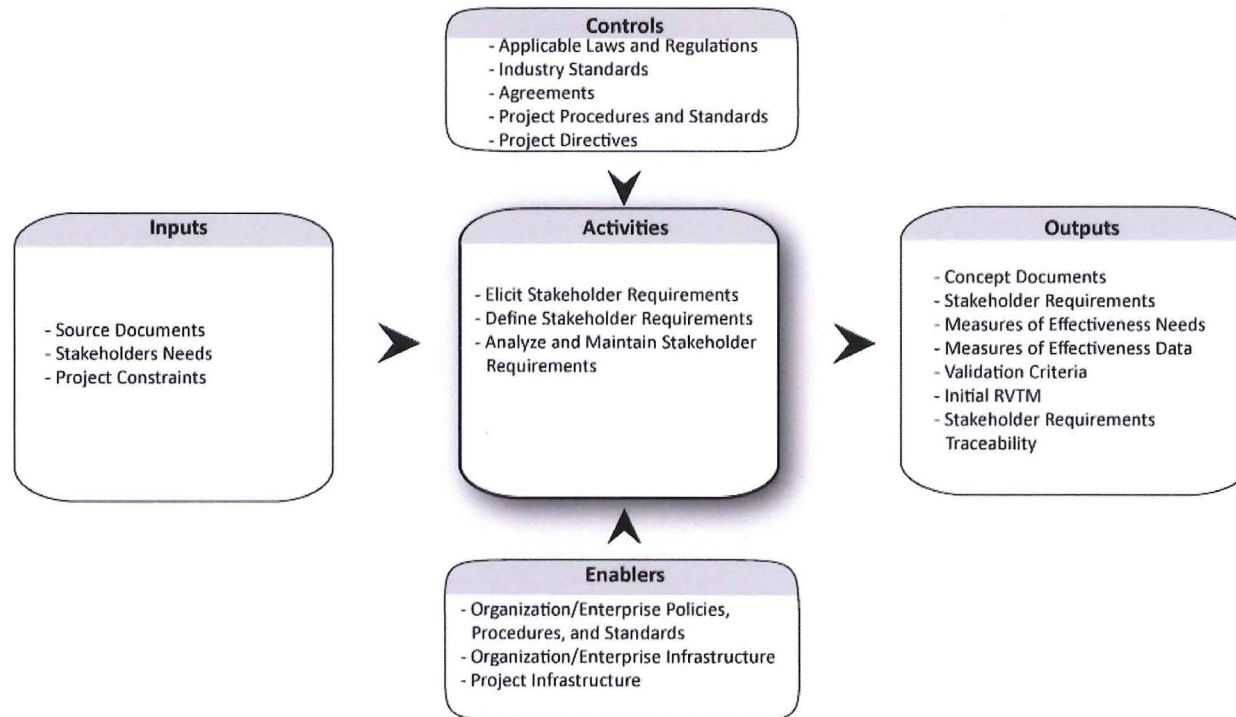 Controls
- Applicable Laws and Regulations
- Industry Standards
- Agreements
- Project Procedures and Standards
- Project Directives
Inputs
- Source Documents
- Stakeholders Needs
- Project Constraints
Activities
- Elicit Stakeholder Requirements
- Define Stakeholder Requirements
- Analyze and Maintain Stakeholder
Requirements
Outputs
- Concept Documents
- Stakeholder Requirements
- Measures of Effectiveness Needs
- Measures of Effectiveness Data
- Validation Criteria
- Initial RVTM
- Stakeholder Requirements
Traceability
Enablers
- Organization/Enterprise Policies,
Procedures, and Standards
- Organization/Enterprise Infrastructure
- Project Infrastructure